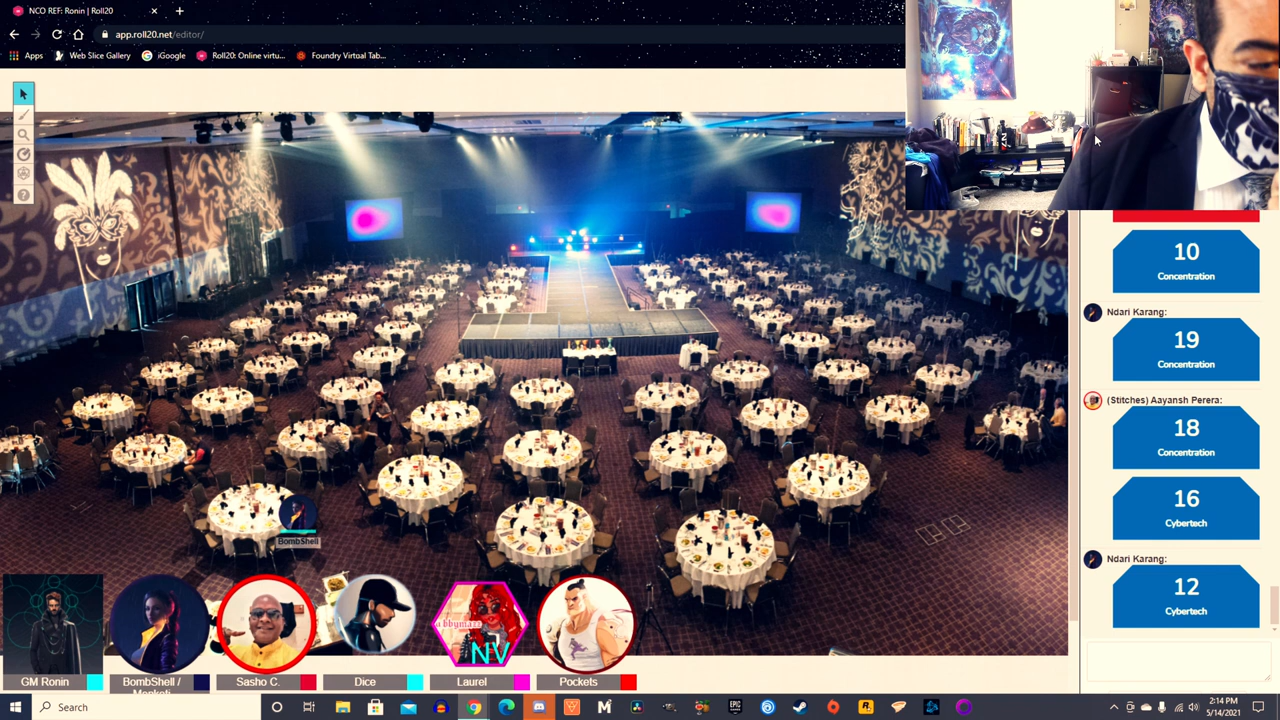 NCO REF: Ronin | Roll20
app.roll20.net/editor/
Apps
Web Slice Gallery
iGoogle
Roll20: Online virtu...
Foundry Virtual Tab...
10
Concentration
Ndari Karang:
19
Concentration
(Stitches) Aayansh Perera:
18
Concentration
16
Cybertech
Ndari Karang:
12
Cybertech
BombShell
NV
GM Ronin
BombShell /
Sasho C.
Dice
Laurel
Pockets
Search
2:14 PM
5/14/2021